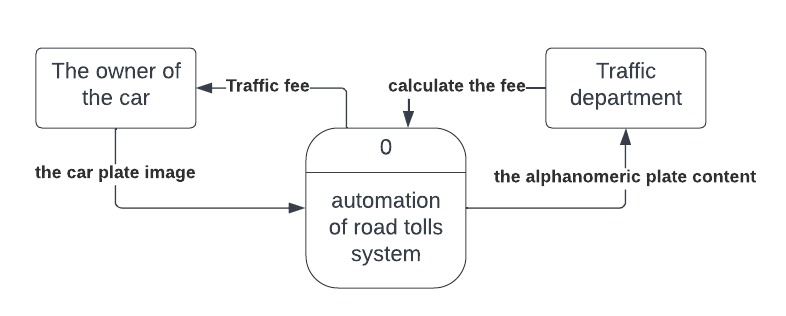 The owner of
the car
Traffic fee
calculate the fee
Traffic
department
0
the car plate image
the alphanomeric plate content
automation
of road tolls
system